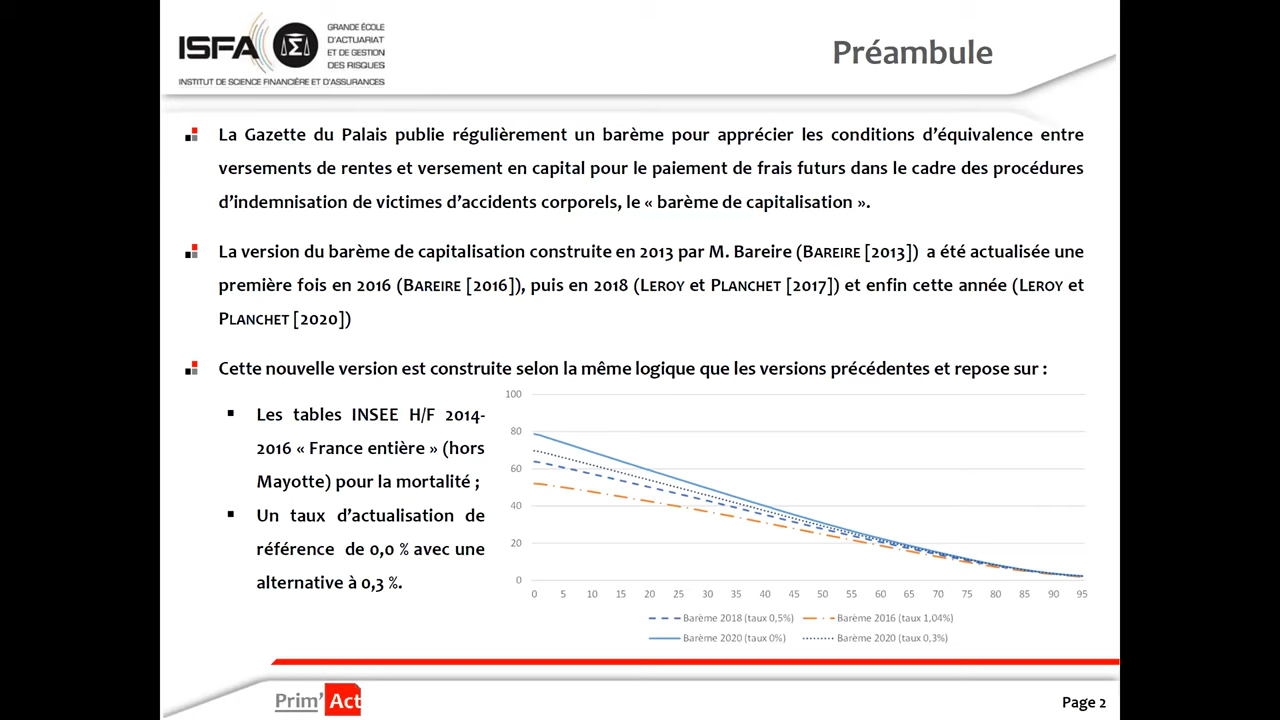 ISFA
GRANDE ÉCOLE
D'ACTUARIAT
ET DE GESTION
DES RISQUES
INSTITUT DE SCIENCE FINANCIÈRE ET D'ASSURANCES
Préambule
La Gazette du Palais publie régulièrement un barème pour apprécier les conditions d'équivalence entre
versements de rentes et versement en capital pour le paiement de frais futurs dans le cadre des procédures
d'indemnisation de victimes d'accidents corporels, le « barème de capitalisation ».
La version du barème de capitalisation construite en 2013 par M. Bareire (BAREIRE [2013]) a été actualisée une
première fois en 2016 (BAREIRE [2016]), puis en 2018 (LEROY et PLANCHET [2017]) et enfin cette année (LEROY et
PLANCHET [2020])
Cette nouvelle version est construite selon la même logique que les versions précédentes et repose sur :
Les tables INSEE H/F 2014-
2016 « France entière » (hors
Mayotte) pour la mortalité ;
Un taux d'actualisation de
référence de 0,0 % avec une
alternative à 0,3 %.
100
80
60
40
20
0
0 5 10 15 20 25 30 35 40 45 50 55 60 65 70 75 80 85 90 95
Barème 2018 (taux 0,5%) Barème 2016 (taux 1,04%)
Barème 2020 (taux 0%) Barème 2020 (taux 0,3%)
Prim' Act
Page 2